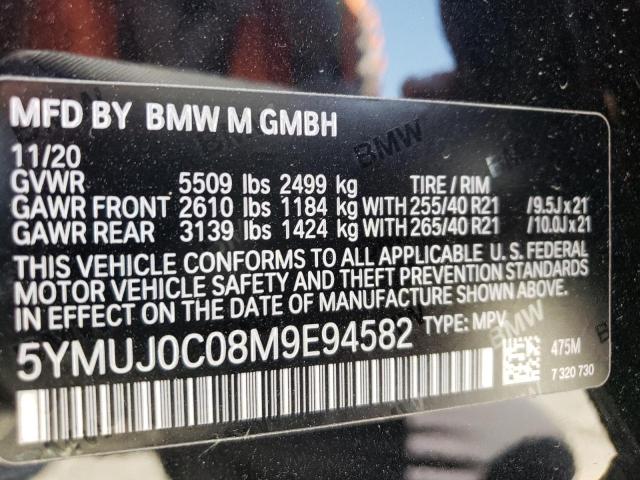 MFD BY BMW M GMBH
11/20
GVWR 5509 lbs 2499 kg TIRE / RIM
GAWR FRONT 2610 lbs 1184 kg WITH 255/40 R21 /9.5J x 21
GAWR REAR 3139 lbs 1424 kg WITH 265/40 R21 /10.0J x 21
THIS VEHICLE CONFORMS TO ALL APPLICABLE U. S. FEDERAL
MOTOR VEHICLE SAFETY AND THEFT PREVENTION STANDARDS
IN EFFECT ON THE DATE OF MANUFACTURE SHOWN ABOVE.
5YMUJ0C08M9E94582 TYPE: MPV
475M
7 320 730
BMW
BMW
BMW